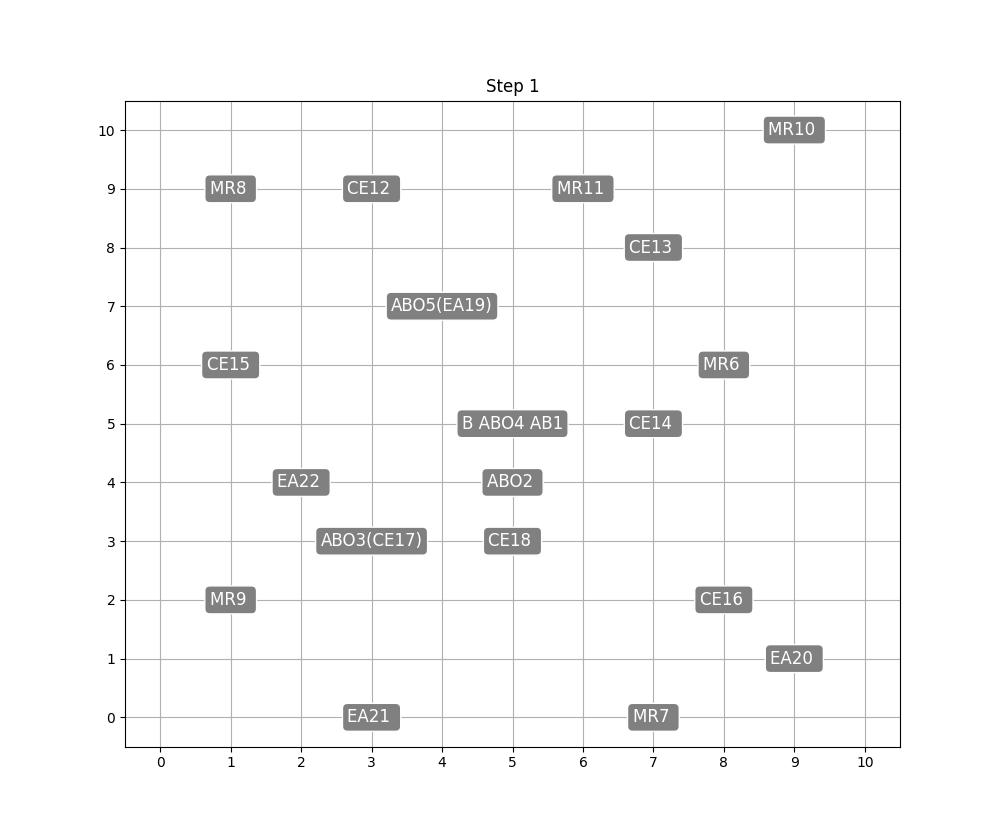 Step 1
10
MR10
9
MR8
CE12
MR11
8
CE13
7
ABO5(EA19)
6
CE15
MR6
5
B ABO4 AB1
CE14
4
EA22
ABO2
3
ABO3(CE17)
CE18
2
MR9
CE16
1
EA20
0
EA21
MR7
0 1 2 3 4 5 6 7 8 9 10